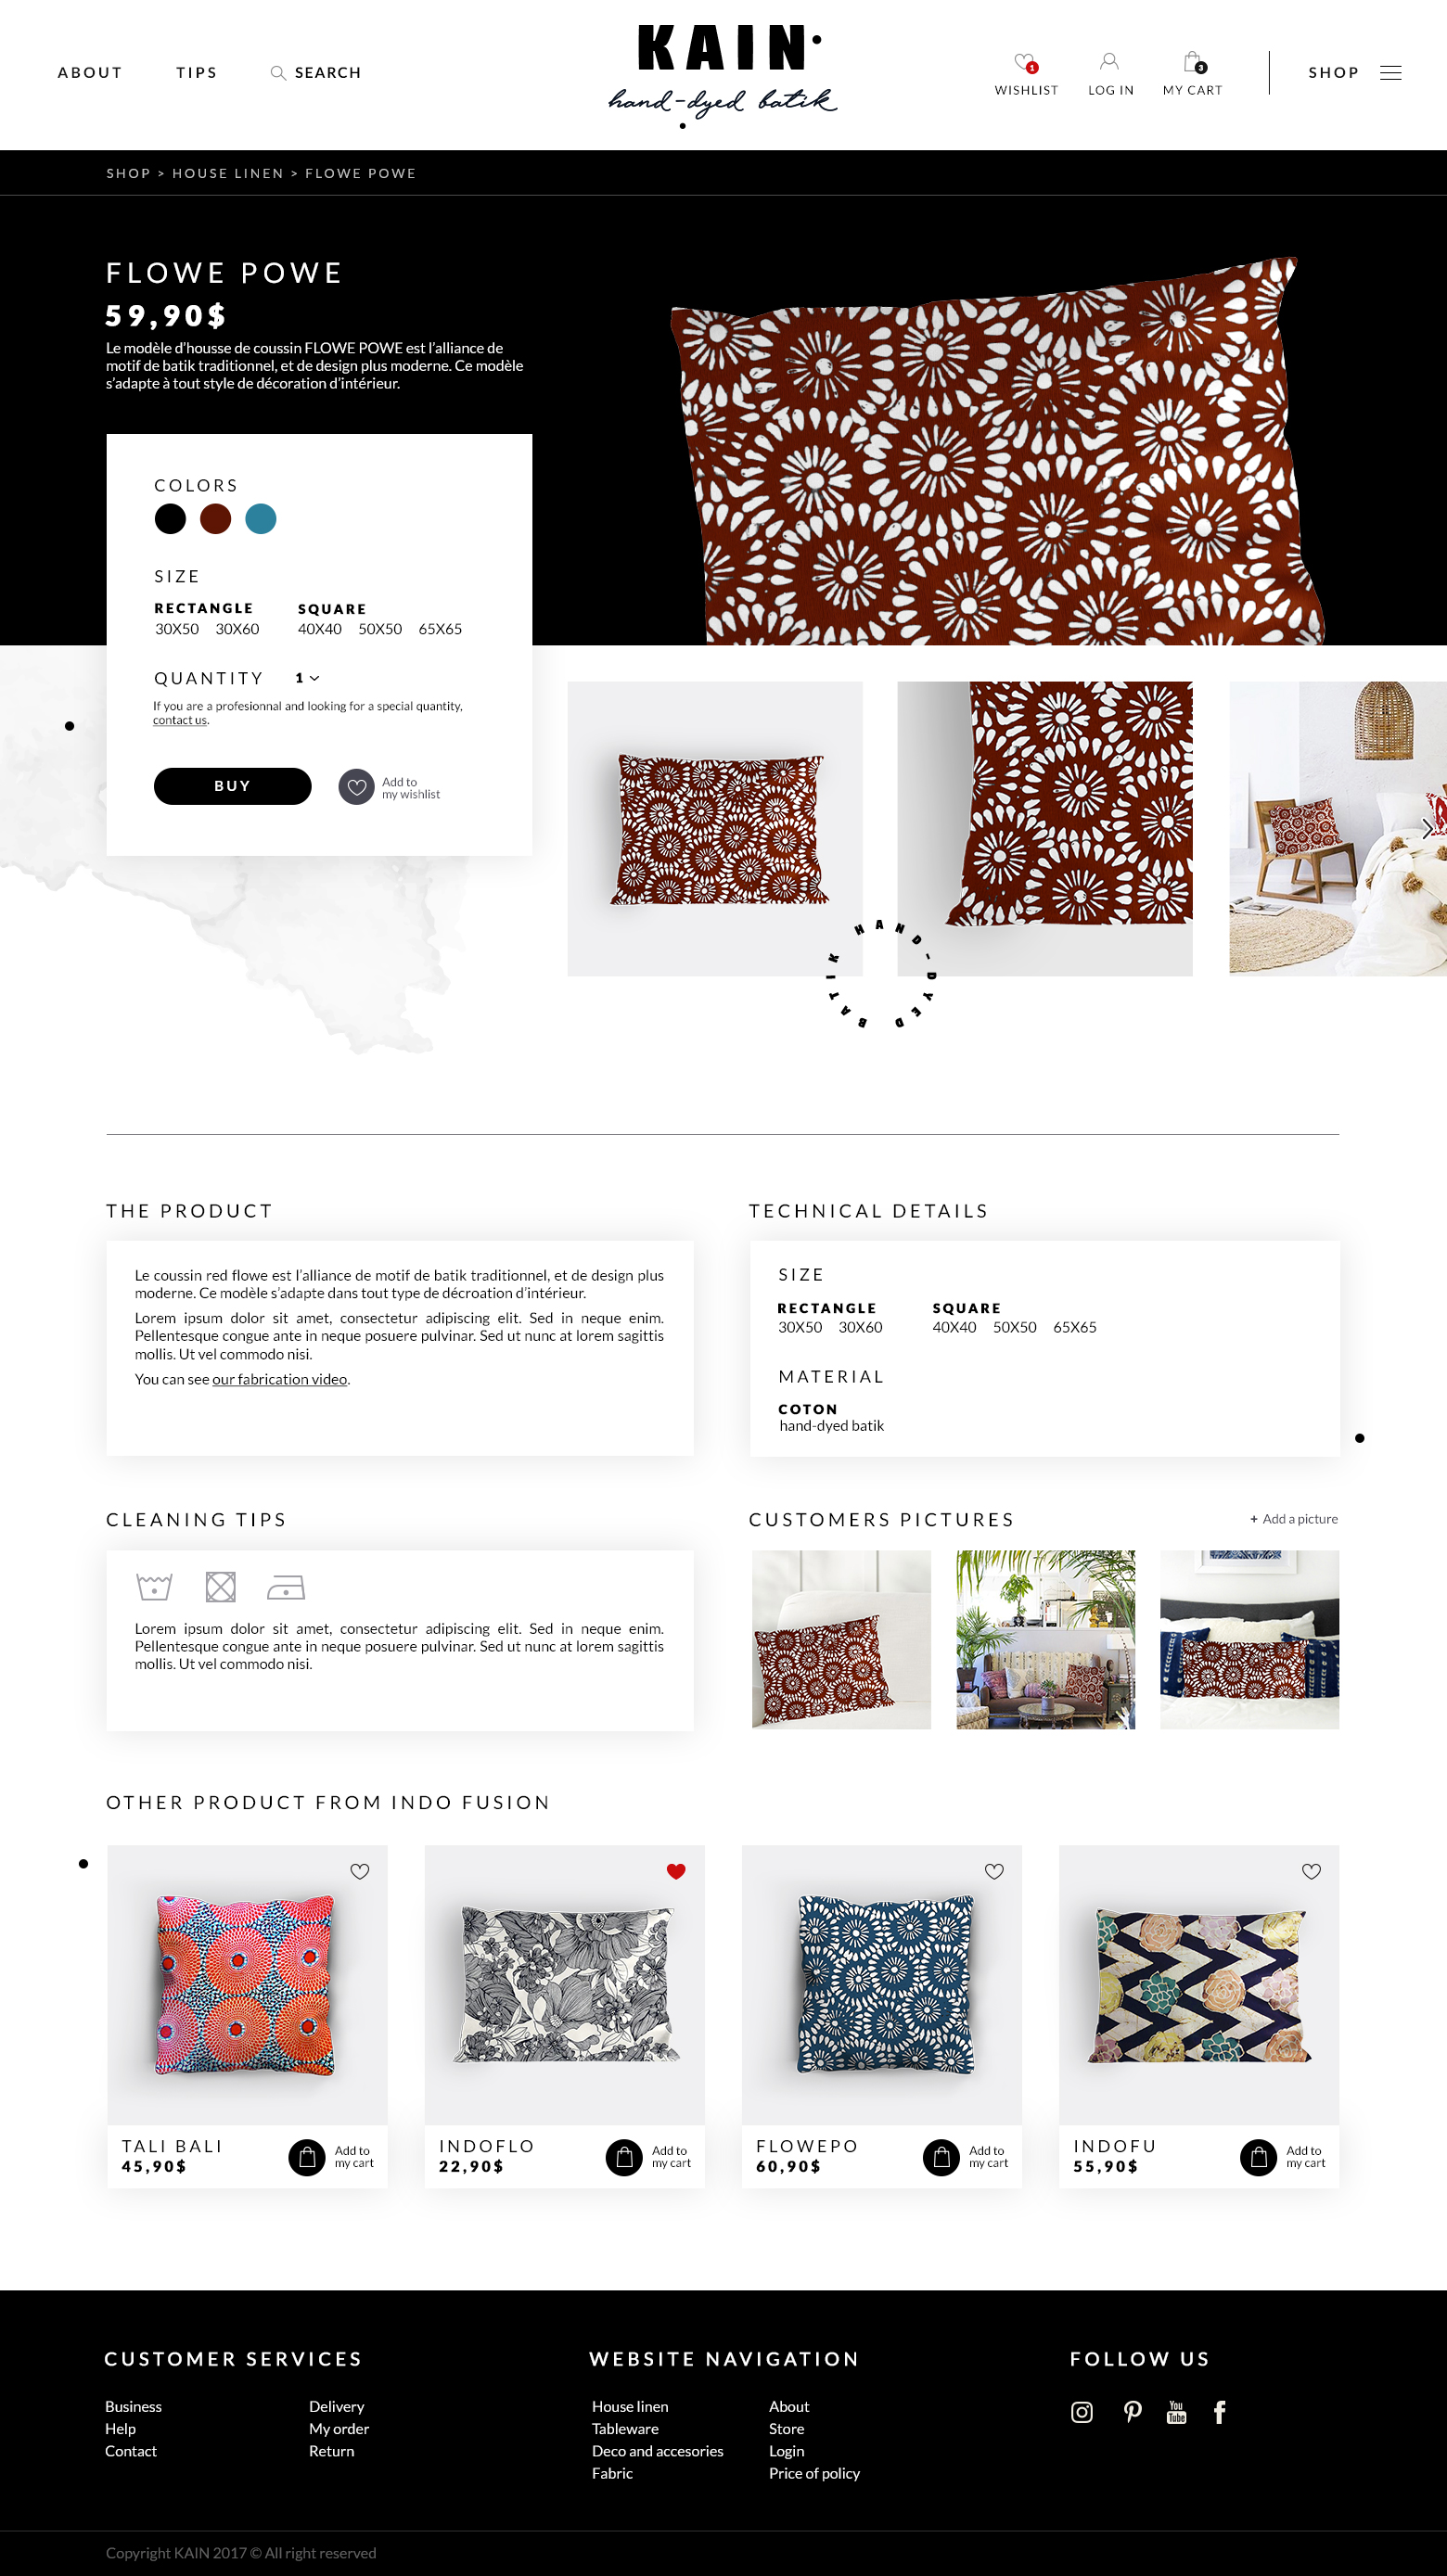 ABOUT
TIPS
SEARCH
KAIN
hand-dyed batik
1
WISHLIST
LOG IN
3
MY CART
SHOP
SHOP > HOUSE LINEN > FLOWE POWE
FLOWE POWE
59,90$
Le modèle d’housse de coussin FLOWE POWE est l’alliance de
motif de batik traditionnel, et de design plus moderne. Ce modèle
s’adapte à tout style de décoration d’intérieur.
COLORS
SIZE
RECTANGLE
30X50 30X60
SQUARE
40X40 50X50 65X65
QUANTITY 1
If you are a profesionnal and looking for a special quantity,
contact us.
BUY
Add to
my wishlist
HAND-DYED BATIK
THE PRODUCT
Le coussin red flowe est l’alliance de motif de batik traditionnel, et de design plus
moderne. Ce modèle s’adapte dans tout type de décroation d’intérieur.
Lorem ipsum dolor sit amet, consectetur adipiscing elit. Sed in neque enim.
Pellentesque congue ante in neque posuere pulvinar. Sed ut nunc at lorem sagittis
mollis. Ut vel commodo nisi.
You can see our fabrication video.
TECHNICAL DETAILS
SIZE
RECTANGLE
30X50 30X60
SQUARE
40X40 50X50 65X65
MATERIAL
COTON
hand-dyed batik
CLEANING TIPS
Lorem ipsum dolor sit amet, consectetur adipiscing elit. Sed in neque enim.
Pellentesque congue ante in neque posuere pulvinar. Sed ut nunc at lorem sagittis
mollis. Ut vel commodo nisi.
CUSTOMERS PICTURES
+ Add a picture
OTHER PRODUCT FROM INDO FUSION
TALI BALI
45,90$
Add to
my cart
INDOFLO
22,90$
Add to
my cart
FLOWEPO
60,90$
Add to
my cart
INDOFU
55,90$
Add to
my cart
CUSTOMER SERVICES
Business
Help
Contact
Delivery
My order
Return
WEBSITE NAVIGATION
House linen
Tableware
Deco and accesories
Fabric
About
Store
Login
Price of policy
FOLLOW US
You
Tube
Copyright KAIN 2017 © All right reserved